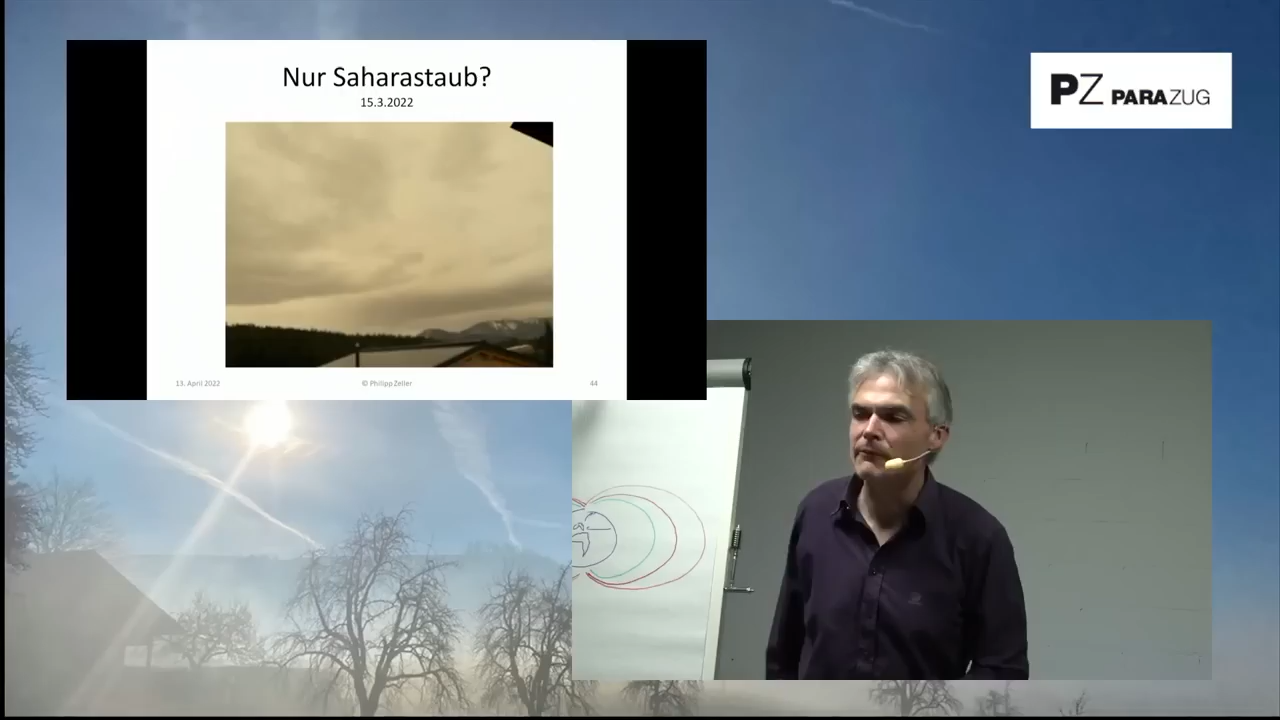 Nur Saharastaub?
15.3.2022
13. April 2022
© Philipp Zeller
44
PZ PARAZUG